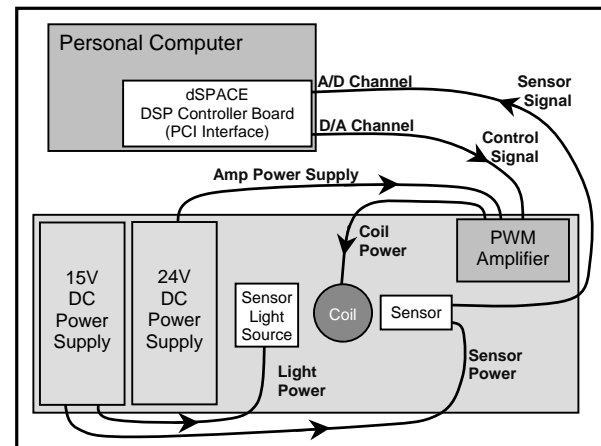 Personal Computer
dSPACE
DSP Controller Board
(PCI Interface)
A/D Channel
Sensor
Signal
D/A Channel
Control
Signal
Amp Power Supply
15V
DC
Power
Supply
24V
DC
Power
Supply
Sensor
Light
Source
Coil
Power
Coil
Sensor
PWM
Amplifier
Light
Power
Sensor
Power